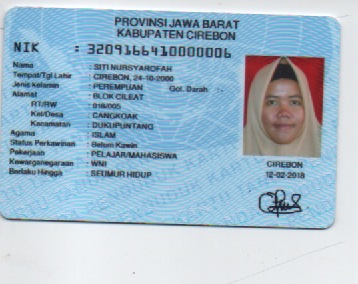 PROVINSI JAWA BARAT
KABUPATEN CIREBON
NIK : 3209166410000006
Nama : SITI NURSYAROFAH
Tempat/Tgl Lahir : CIREBON, 24-10-2000
Jenis kelamin : PEREMPUAN Gol. Darah
Alamat : BLOK CILEAT
RT/RW : 016/005
Kel/Desa : CANGKOAK
Kecamatan : DUKUPUNTANG
Agama : ISLAM
Status Perkawinan : Belum Kawin
Pekerjaan : PELAJAR/MAHASISWA
Kewarganegaraan : WNI
Berlaku Hingga : SEUMUR HIDUP
CIREBON
12-02-2018